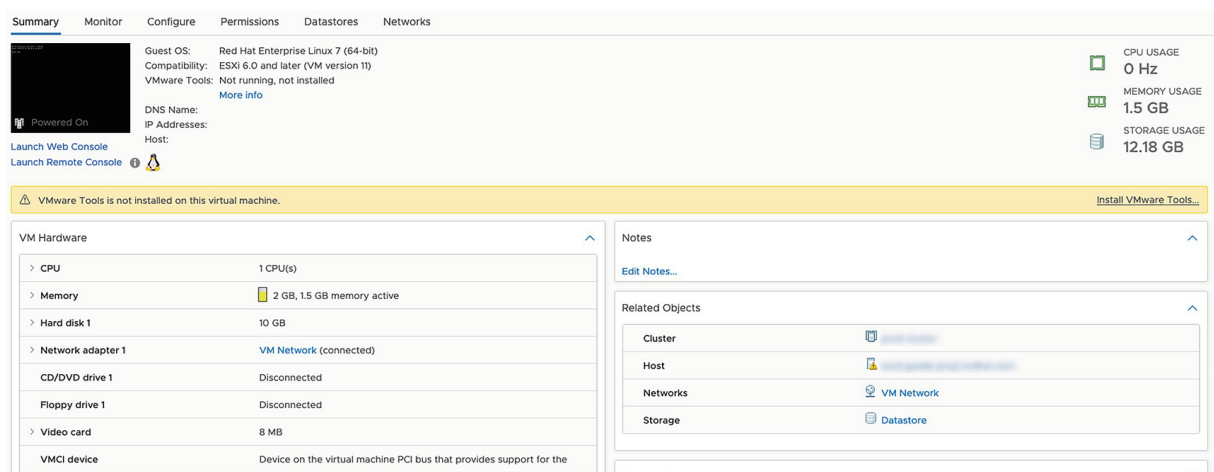 Summary Monitor Configure Permissions Datastores Networks
Guest OS: Red Hat Enterprise Linux 7 (64-bit)
Compatibility: ESXi 6.0 and later (VM version 11)
VMware Tools: Not running, not installed
More info
DNS Name:
IP Addresses:
Host:
Powered On
Launch Web Console
Launch Remote Console
CPU USAGE
0 Hz
MEMORY USAGE
1.5 GB
STORAGE USAGE
12.18 GB
VMware Tools is not installed on this virtual machine. Install VMware Tools...
VM Hardware
CPU 1 CPU(s)
Memory 2 GB, 1.5 GB memory active
Hard disk 1 10 GB
Network adapter 1 VM Network (connected)
CD/DVD drive 1 Disconnected
Floppy drive 1 Disconnected
Video card 8 MB
VMCI device Device on the virtual machine PCI bus that provides support for the
Notes
Edit Notes...
Related Objects
Cluster
Host
Networks VM Network
Storage Datastore